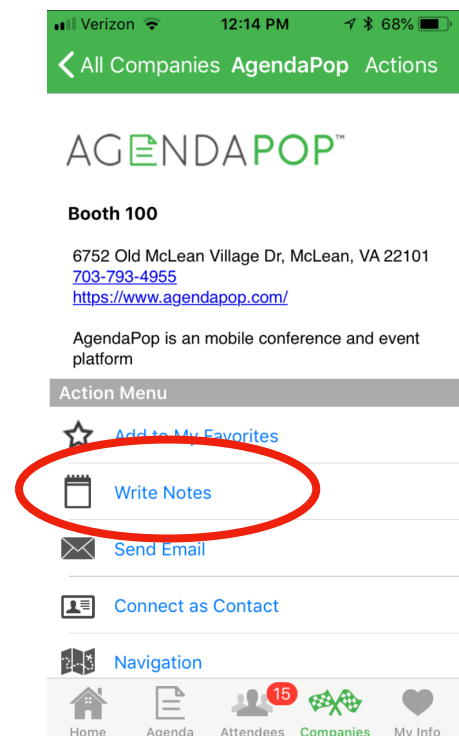 Verizon 12:14 PM 68%
All Companies AgendaPop Actions
AGENDAPOP™
Booth 100
6752 Old McLean Village Dr, McLean, VA 22101
703-793-4955
https://www.agendapop.com/
AgendaPop is an mobile conference and event
platform
Action Menu
Add to My Favorites
Write Notes
Send Email
Connect as Contact
Navigation
15
Home Agenda Attendees Companies My Info